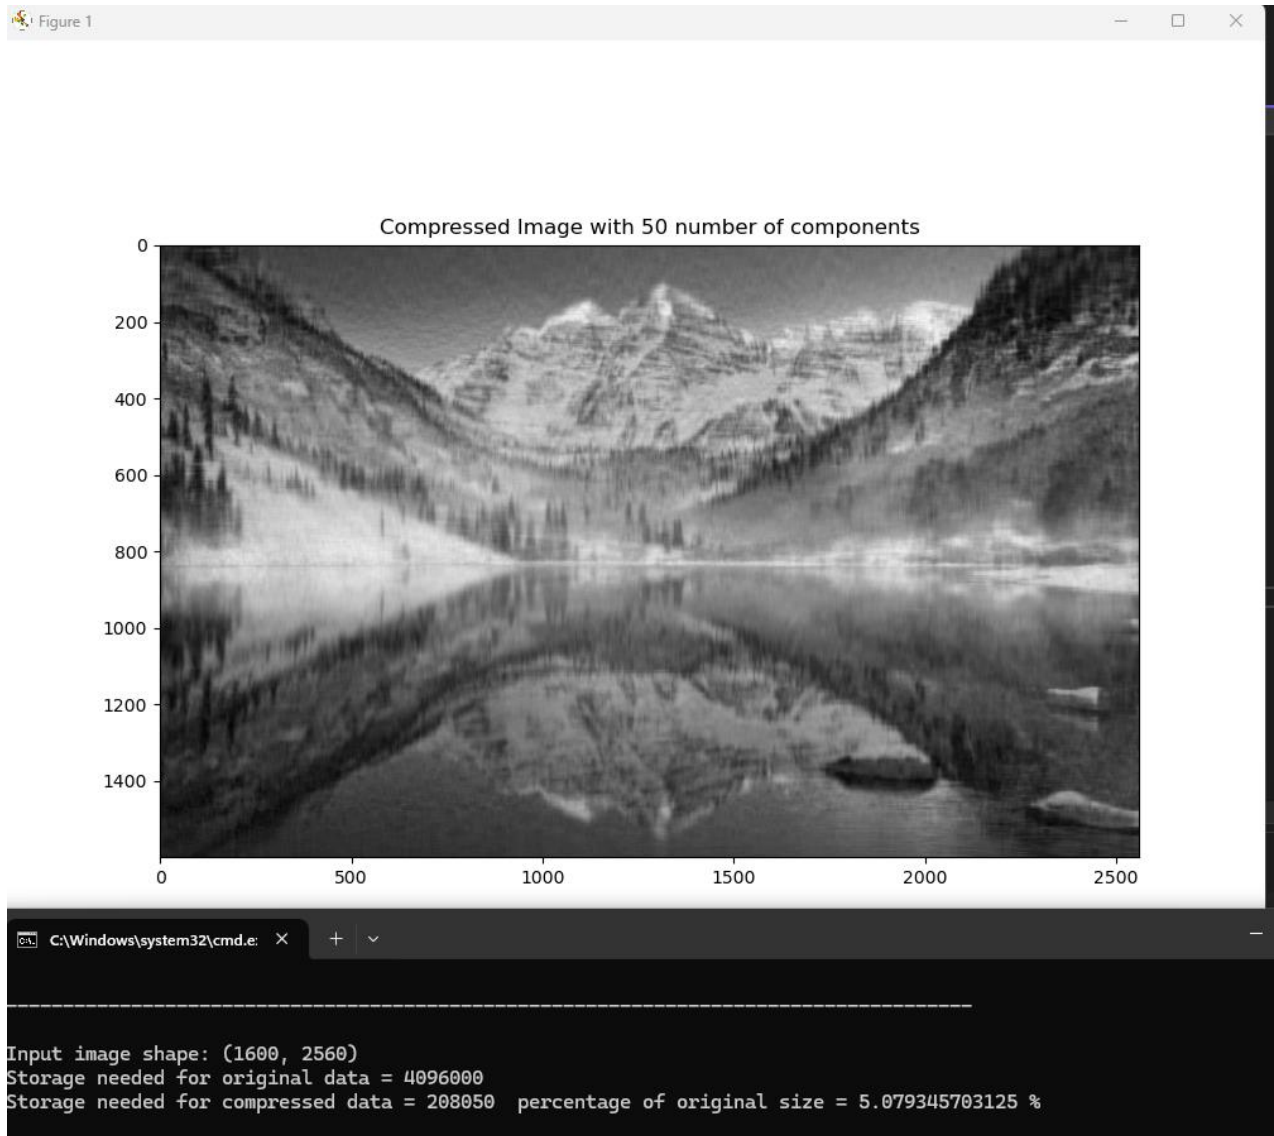 Figure 1
Compressed Image with 50 number of components
0
200
400
600
800
1000
1200
1400
0 500 1000 1500 2000 2500
C:\Windows\system32\cmd.e:
--------------------------------------------------------------------------------
Input image shape: (1600, 2560)
Storage needed for original data = 4096000
Storage needed for compressed data = 208050  percentage of original size = 5.079345703125 %